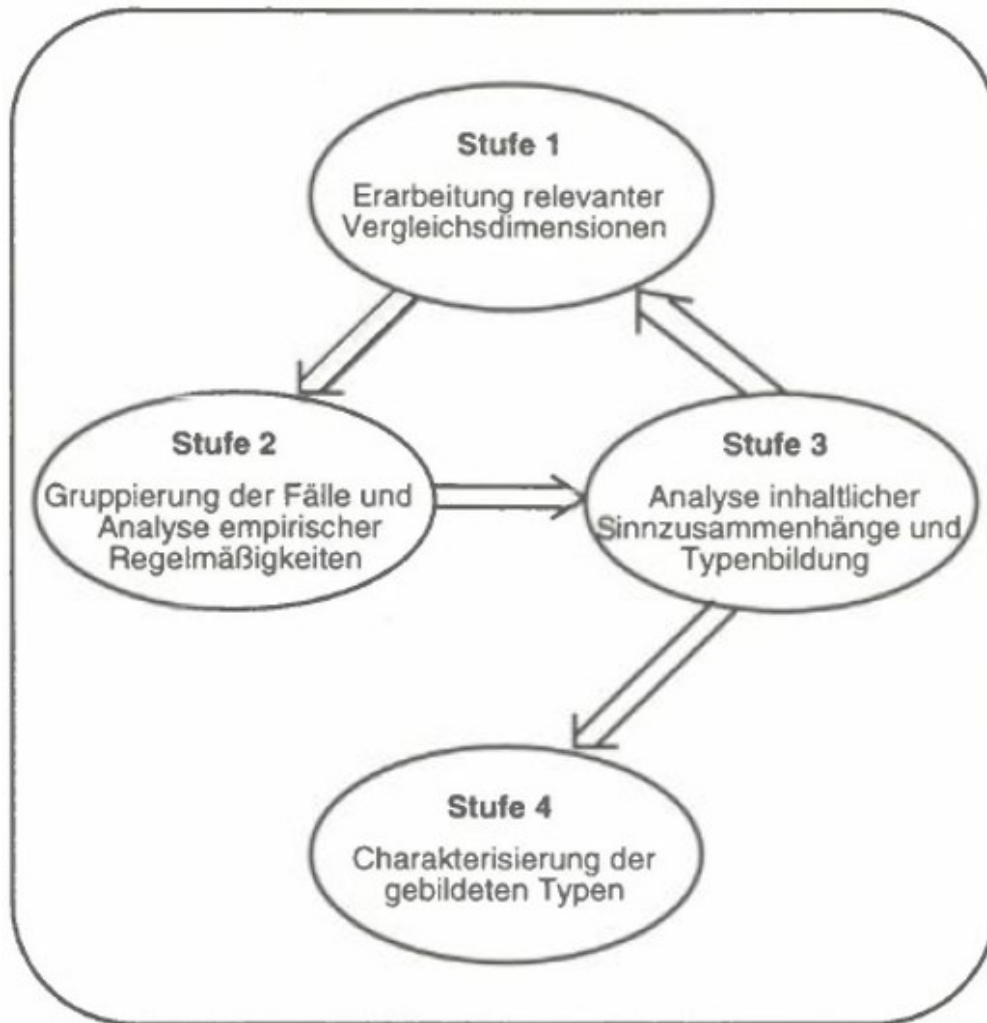 Stufe 1
Erarbeitung relevanter
Vergleichsdimensionen
Stufe 2
Gruppierung der Fälle und
Analyse empirischer
Regelmäßigkeiten
Stufe 3
Analyse inhaltlicher
Sinnzusammenhänge und
Typenbildung
Stufe 4
Charakterisierung der
gebildeten Typen